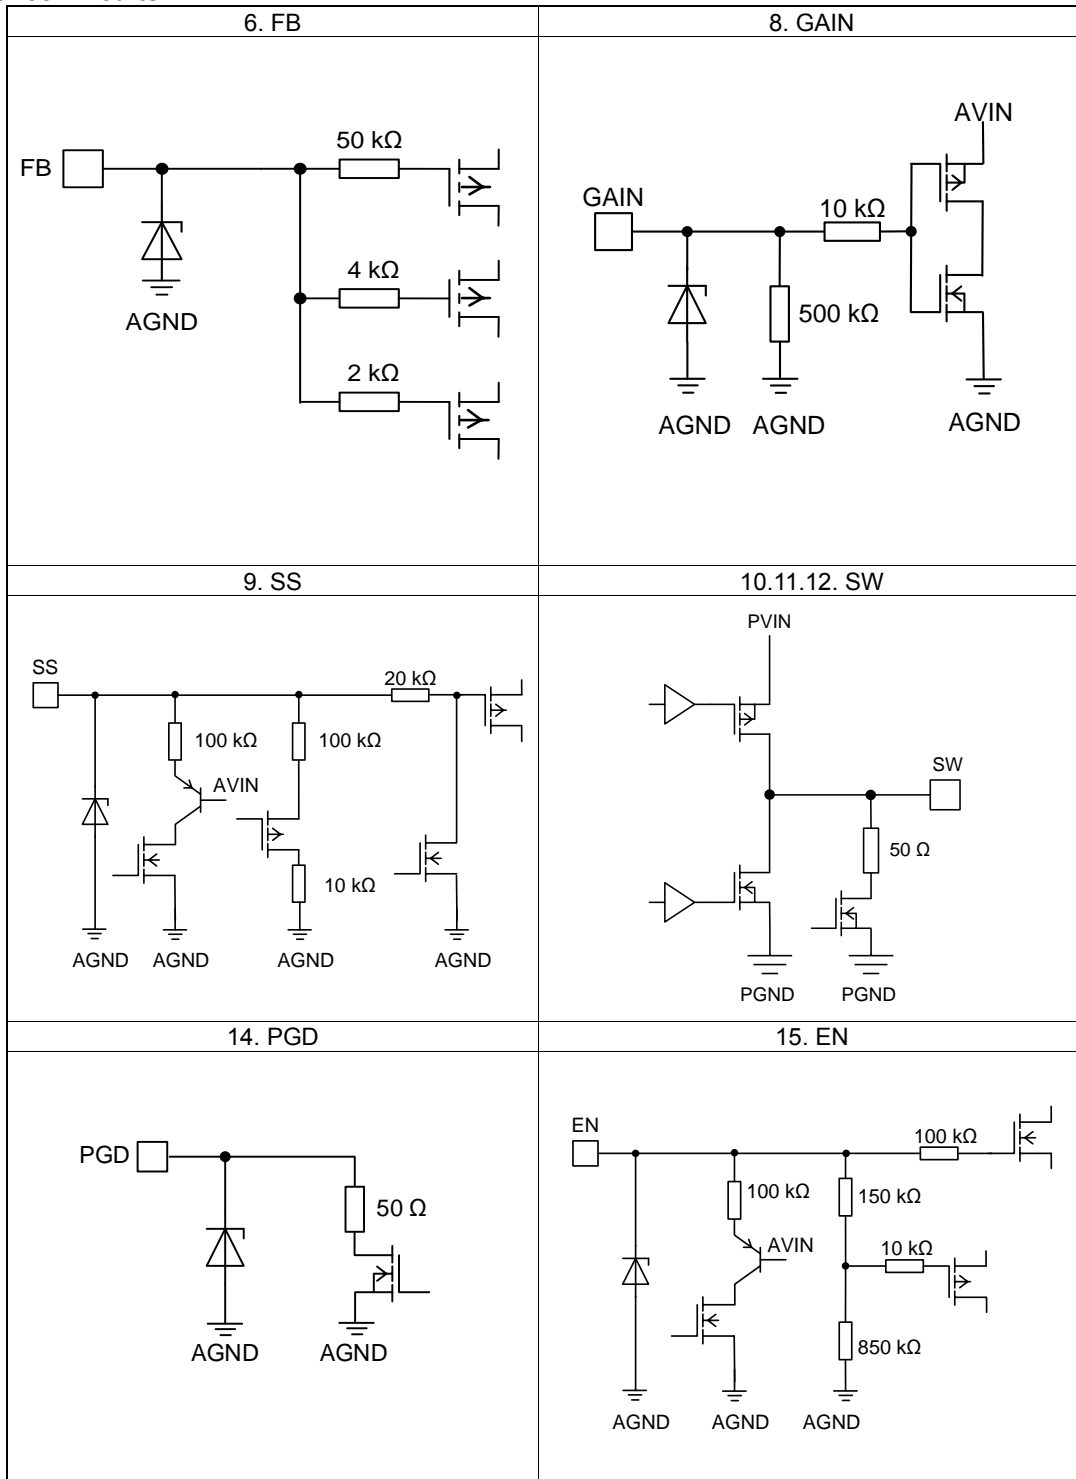 6. FB
8. GAIN
FB
50 kΩ
4 kΩ
2 kΩ
AGND
GAIN
10 kΩ
AVIN
500 kΩ
AGND
AGND
AGND
9. SS
10.11.12. SW
SS
20 kΩ
100 kΩ
100 kΩ
AVIN
10 kΩ
AGND
AGND
AGND
AGND
PVIN
SW
50 Ω
PGND
PGND
14. PGD
15. EN
PGD
50 Ω
AGND
AGND
EN
100 kΩ
100 kΩ
150 kΩ
AVIN
10 kΩ
850 kΩ
AGND
AGND
AGND